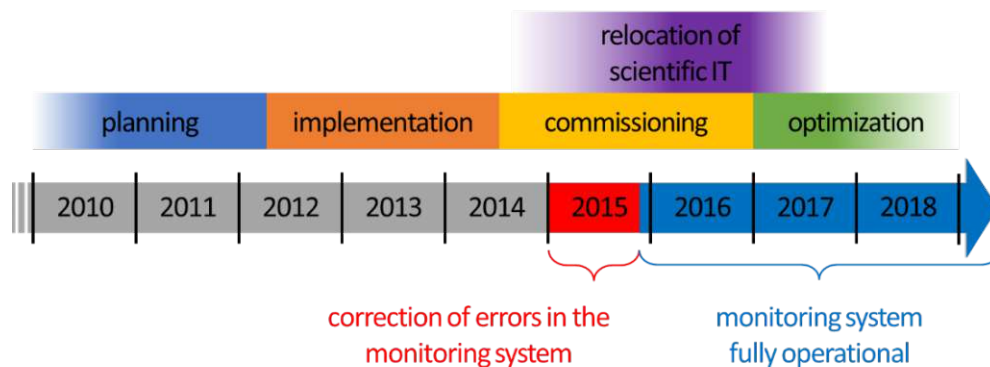 relocation of
scientific IT
planning implementation commissioning optimization
2010 2011 2012 2013 2014 2015 2016 2017 2018
correction of errors in the
monitoring system
monitoring system
fully operational